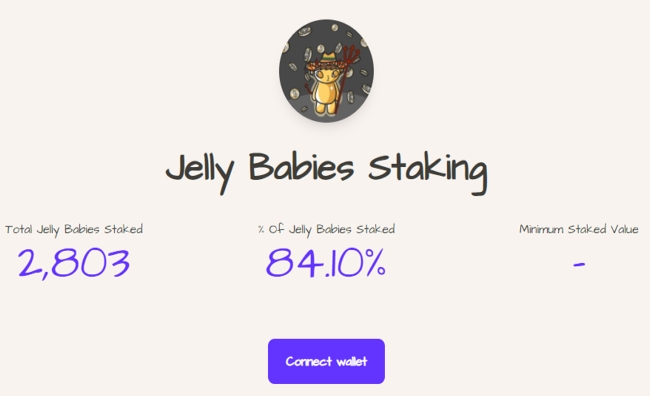 Jelly Babies Staking
Total Jelly Babies Staked
% Of Jelly Babies Staked
Minimum Staked Value
2,803
84.10%
-
Connect wallet